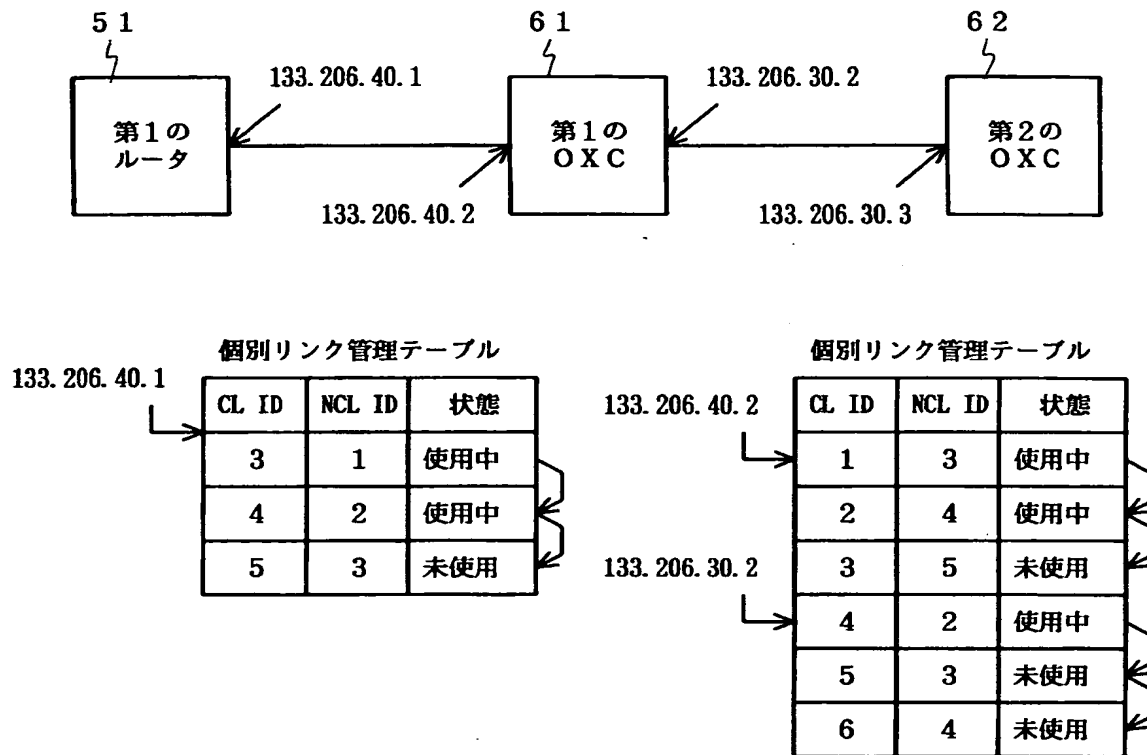 51
61
62
133.206.40.1
133.206.30.2
第1の
ルータ
第1の
OXC
第2の
OXC
133.206.40.2
133.206.30.3
個別リンク管理テーブル
133.206.40.1
CL ID NCL ID 状態
3 1 使用中
4 2 使用中
5 3 未使用
個別リンク管理テーブル
133.206.40.2
133.206.30.2
CL ID NCL ID 状態
1 3 使用中
2 4 使用中
3 5 未使用
4 2 使用中
5 3 未使用
6 4 未使用